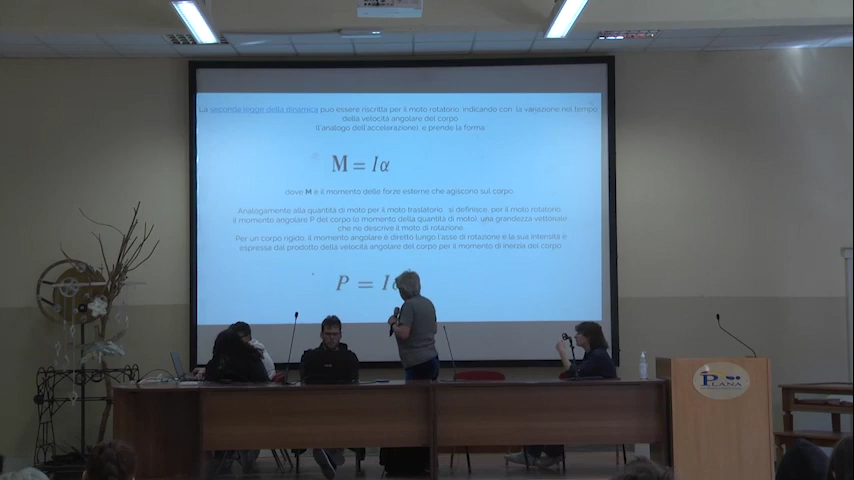 La seconda legge della dinamica può essere riscritta per il moto rotatorio, indicando con la variazione nel tempo
della velocità angolare del corpo
(l'analogo dell'accelerazione), e prende la forma:
M = Iα
dove M è il momento delle forze esterne che agiscono sul corpo.
Analogamente alla quantità di moto per il moto traslatorio, si definisce, per il moto rotatorio,
il momento angolare P del corpo (o momento della quantità di moto), una grandezza vettoriale
che ne descrive il moto di rotazione.
Per un corpo rigido, il momento angolare è diretto lungo l'asse di rotazione e la sua intensità è
espressa dal prodotto della velocità angolare del corpo per il momento di inerzia del corpo
P = I
PLANA